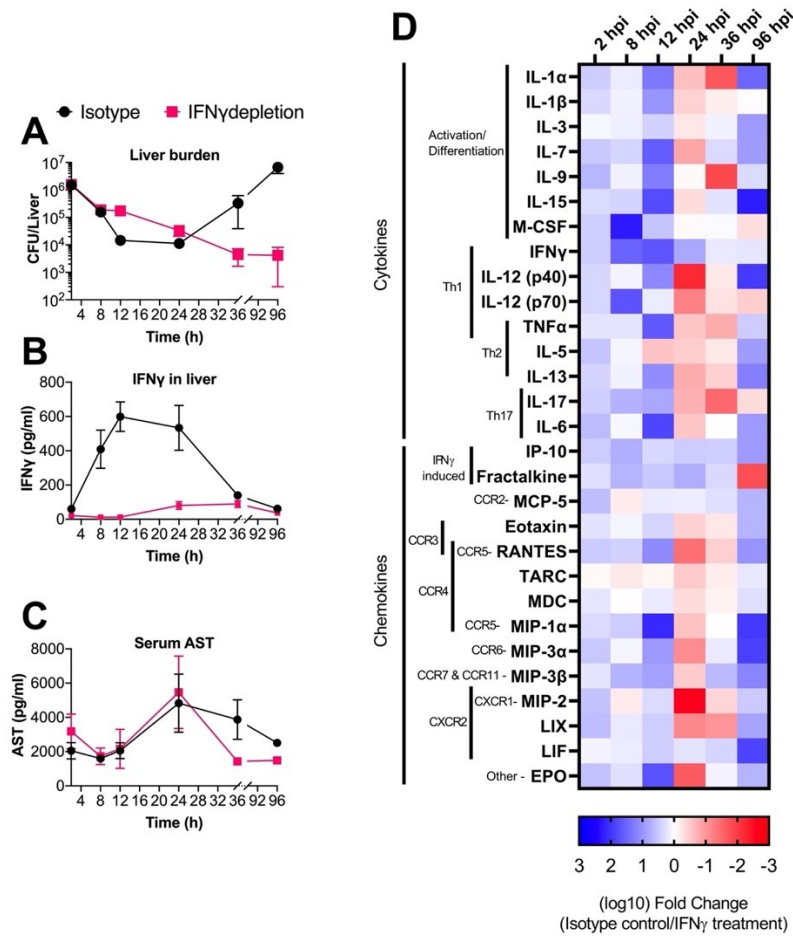 Isotype
IFNγdepletion
A
Liver burden
CFU/Liver
10⁷
10⁶
10⁵
10⁴
10³
10²
4 8 12 16 20 24 28 32 36 92 96
Time (h)
B
IFNγ in liver
IFNγ (pg/ml)
800
600
400
200
0
4 8 12 16 20 24 28 32 36 92 96
Time (h)
C
Serum AST
AST (pg/ml)
8000
6000
4000
2000
0
4 8 12 16 20 24 28 32 36 92 96
Time (h)
D
2 hpi 8 hpi 12 hpi 24 hpi 36 hpi 96 hpi
Cytokines
Activation/
Differentiation
Th1
Th2
Th17
IL-1α
IL-1β
IL-3
IL-7
IL-9
IL-15
M-CSF
IFNγ
IL-12 (p40)
IL-12 (p70)
TNFα
IL-5
IL-13
IL-17
IL-6
Chemokines
IFNγ
induced
IP-10
Fractalkine
CCR2- MCP-5
CCR3
Eotaxin
CCR5- RANTES
CCR4
TARC
MDC
CCR5- MIP-1α
CCR6- MIP-3α
CCR7 & CCR11 - MIP-3β
CXCR1- MIP-2
CXCR2
LIX
LIF
Other - EPO
3 2 1 0 -1 -2 -3
(log10) Fold Change
(Isotype control/IFNγ treatment)